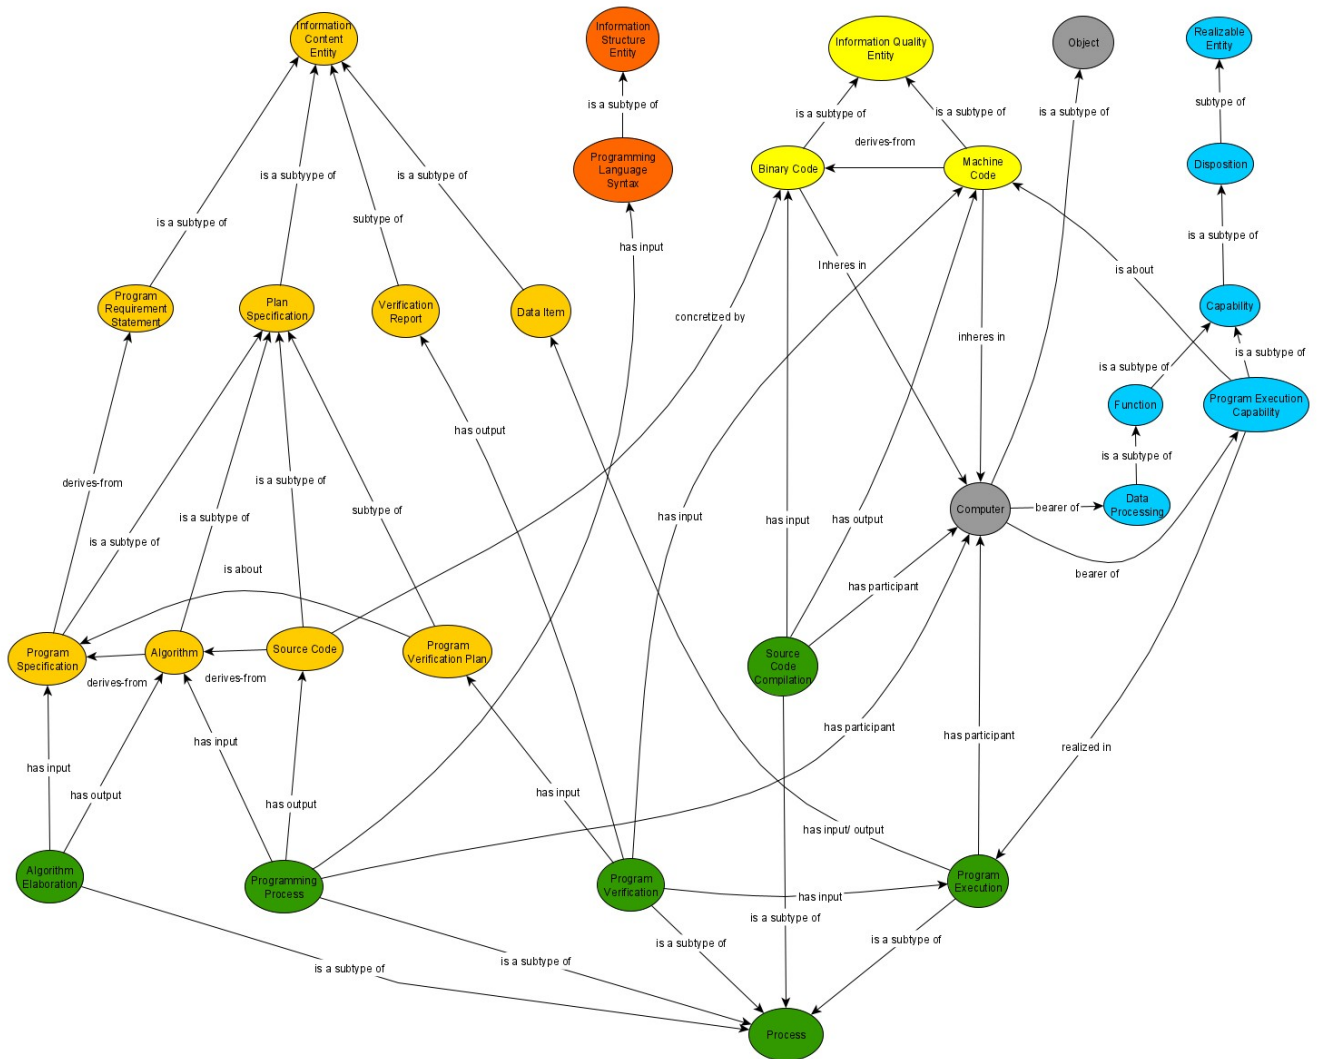 Information
Content
Entity
Information
Structure
Entity
Information Quality
Entity
Object
Realizable
Entity
is a subtype of
is a subtype of
is a subtype of
is a subtype of
subtype of
derives-from
Programming
Language
Syntax
Binary Code
Machine
Code
Disposition
is a subtyype of
is a subtype of
subtype of
is a subtype of
has input
is a subtype of
Inheres in
is about
Program
Requirement
Statement
Plan
Specification
Verification
Report
Data Item
Capability
concretized by
inheres in
is a subtype of
is a subtype of
Function
Program Execution
Capability
has output
is a subtype of
derives-from
is a subtype of
subtype of
is a subtype of
is a subtype of
has input
has input
has output
Computer
bearer of
Data
Processing
is about
has participant
bearer of
Program
Specification
Algorithm
Source Code
Program
Verification Plan
Source
Code
Compilation
derives-from
derives-from
has input
has participant
has participant
realized in
has input
has output
has output
has input
has input/ output
Algorithm
Elaboration
Programming
Process
Program
Verification
Program
Execution
has input
is a subtype of
is a subtype of
is a subtype of
is a subtype of
is a subtype of
Process